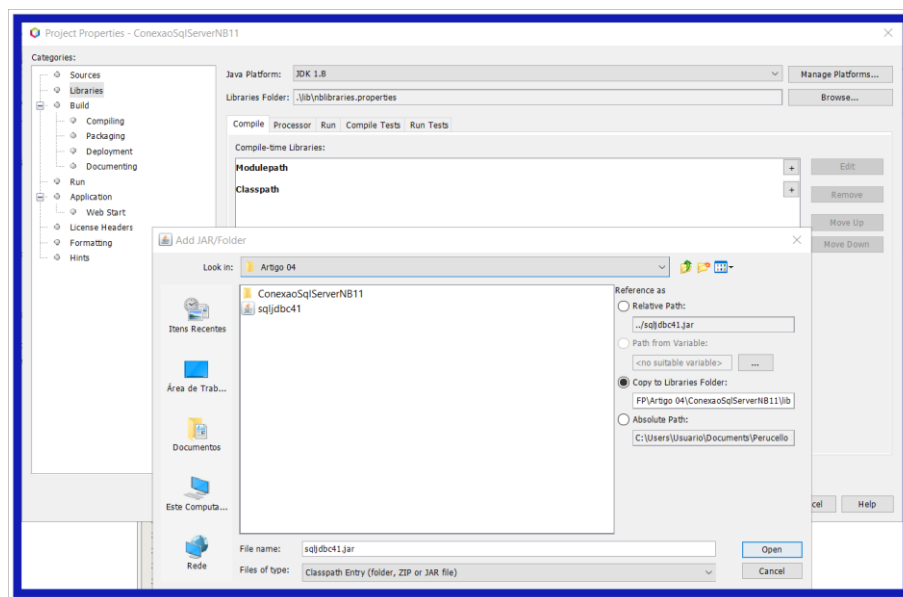 Project Properties - ConexaoSqlServerNB11
Categories:
Sources
Libraries
Build
Compiling
Packaging
Deployment
Documenting
Run
Application
Web Start
License Headers
Formatting
Hints
Java Platform: JDK 1.8 Manage Platforms...
Libraries Folder: .\lib\nblibraries.properties Browse...
Compile Processor Run Compile Tests Run Tests
Compile-time Libraries:
Modulepath + Edit
Classpath + Remove
Move Up
Move Down
Add JAR/Folder
Look in: Artigo 04
ConexaoSqlServerNB11
sqljdbc41
Itens Recentes
Área de Trab...
Documentos
Este Computa...
Rede
Reference as
Relative Path:
../sqljdbc41.jar
Path from Variable:
<no suitable variable> ...
Copy to Libraries Folder:
FP\Artigo 04\ConexaoSqlServerNB11\lib
Absolute Path:
C:\Users\Usuario\Documents\Perucello
File name: sqljdbc41.jar Open
Files of type: Classpath Entry (folder, ZIP or JAR file) Cancel
cel Help